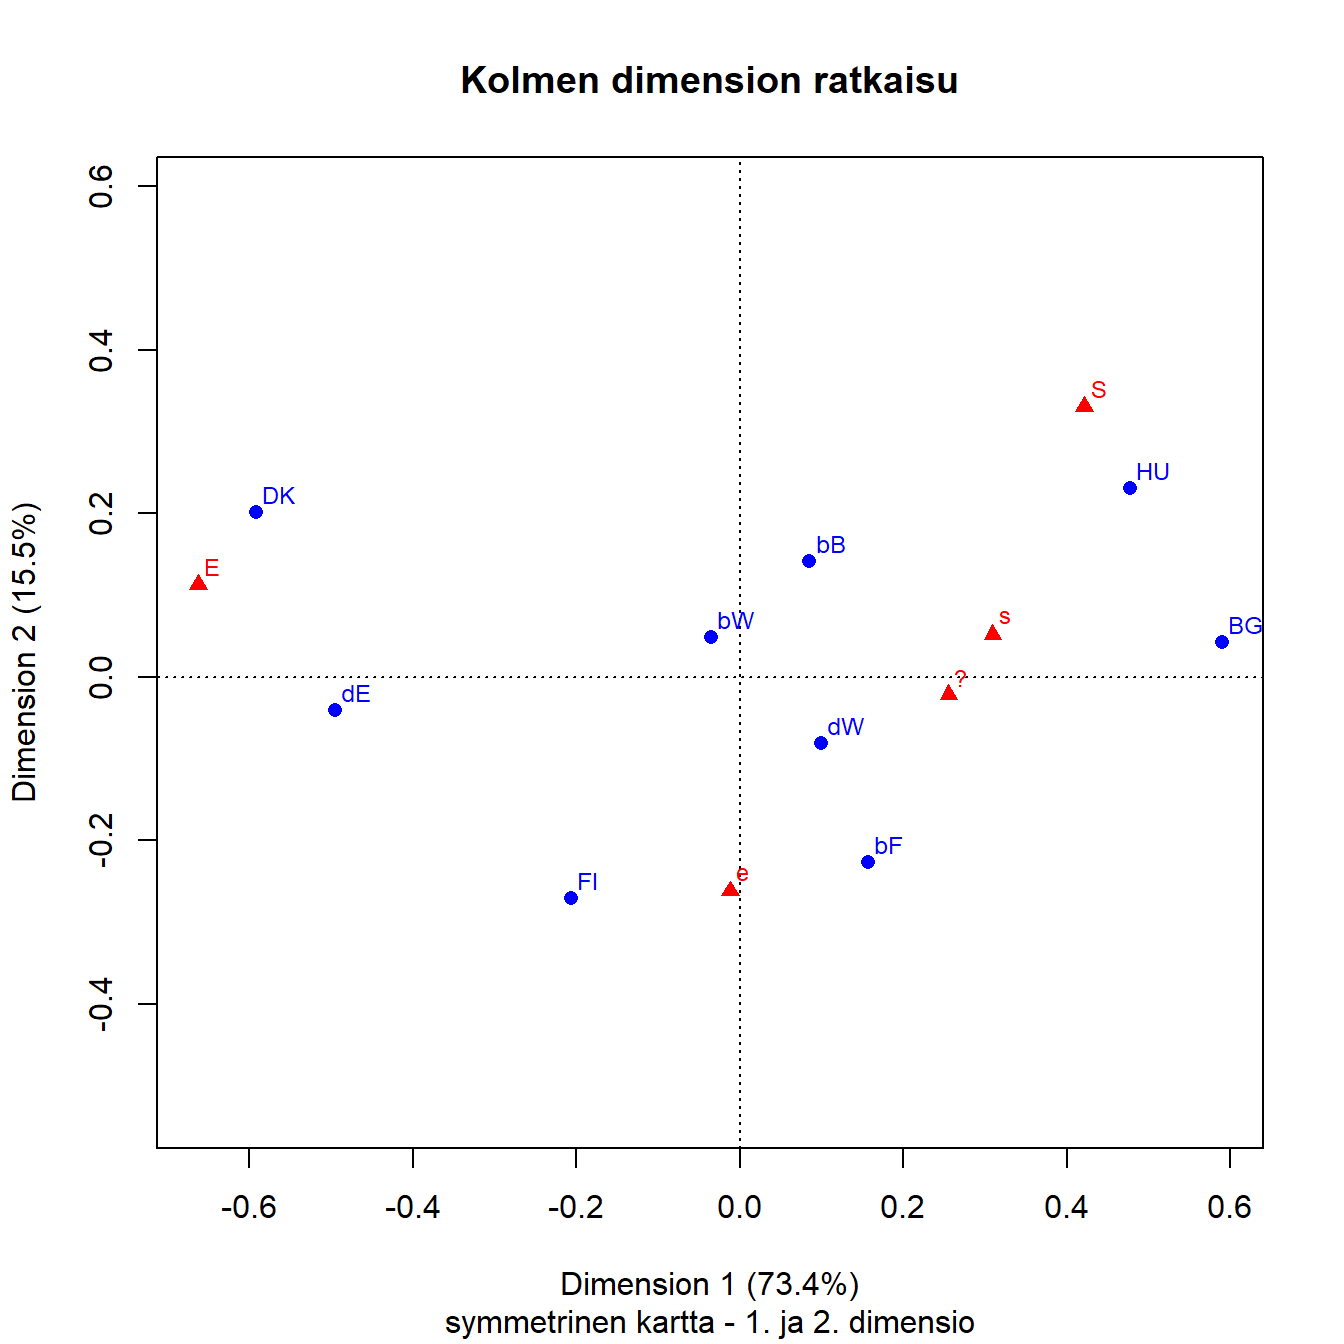 Kolmen dimension ratkaisu
Dimension 2 (15.5%)
0.6
0.4
0.2
0.0
-0.2
-0.4
S
HU
DK
bB
E
s
bW
BG
?
dE
dW
bF
e
FI
-0.6
-0.4
-0.2
0.0
0.2
0.4
0.6
Dimension 1 (73.4%)
symmetrinen kartta - 1. ja 2. dimensio